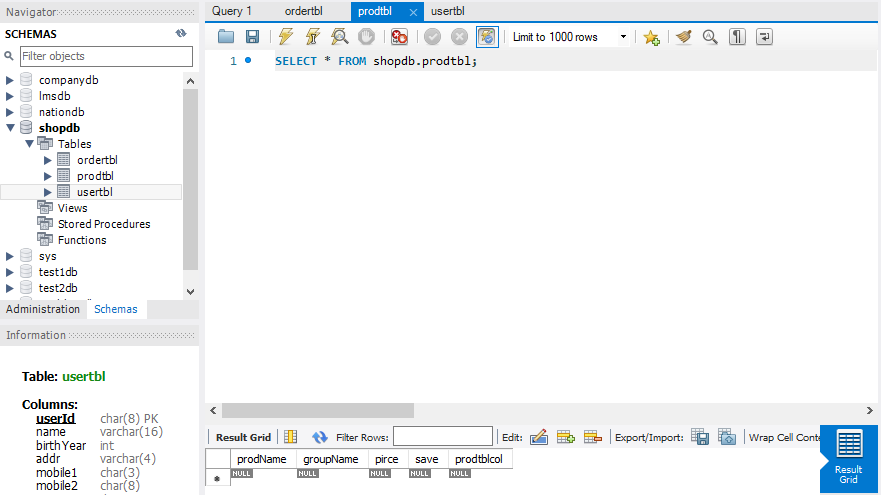 Navigator
SCHEMAS
Filter objects
companydb
lmsdb
nationdb
shopdb
Tables
ordertbl
prodtbl
usertbl
Views
Stored Procedures
Functions
sys
test1db
test2db
Administration Schemas
Information
Table: usertbl
Columns:
userId char(8) PK
name varchar(16)
birthYear int
addr varchar(4)
mobile1 char(3)
mobile2 char(8)
Query 1 ordertbl prodtbl usertbl
Limit to 1000 rows
1 SELECT * FROM shopdb.prodtbl;
Result Grid Filter Rows: Edit: Export/Import: Wrap Cell Conte
prodName groupName pirce save prodtblcol
NULL NULL NULL NULL NULL
Result
Grid